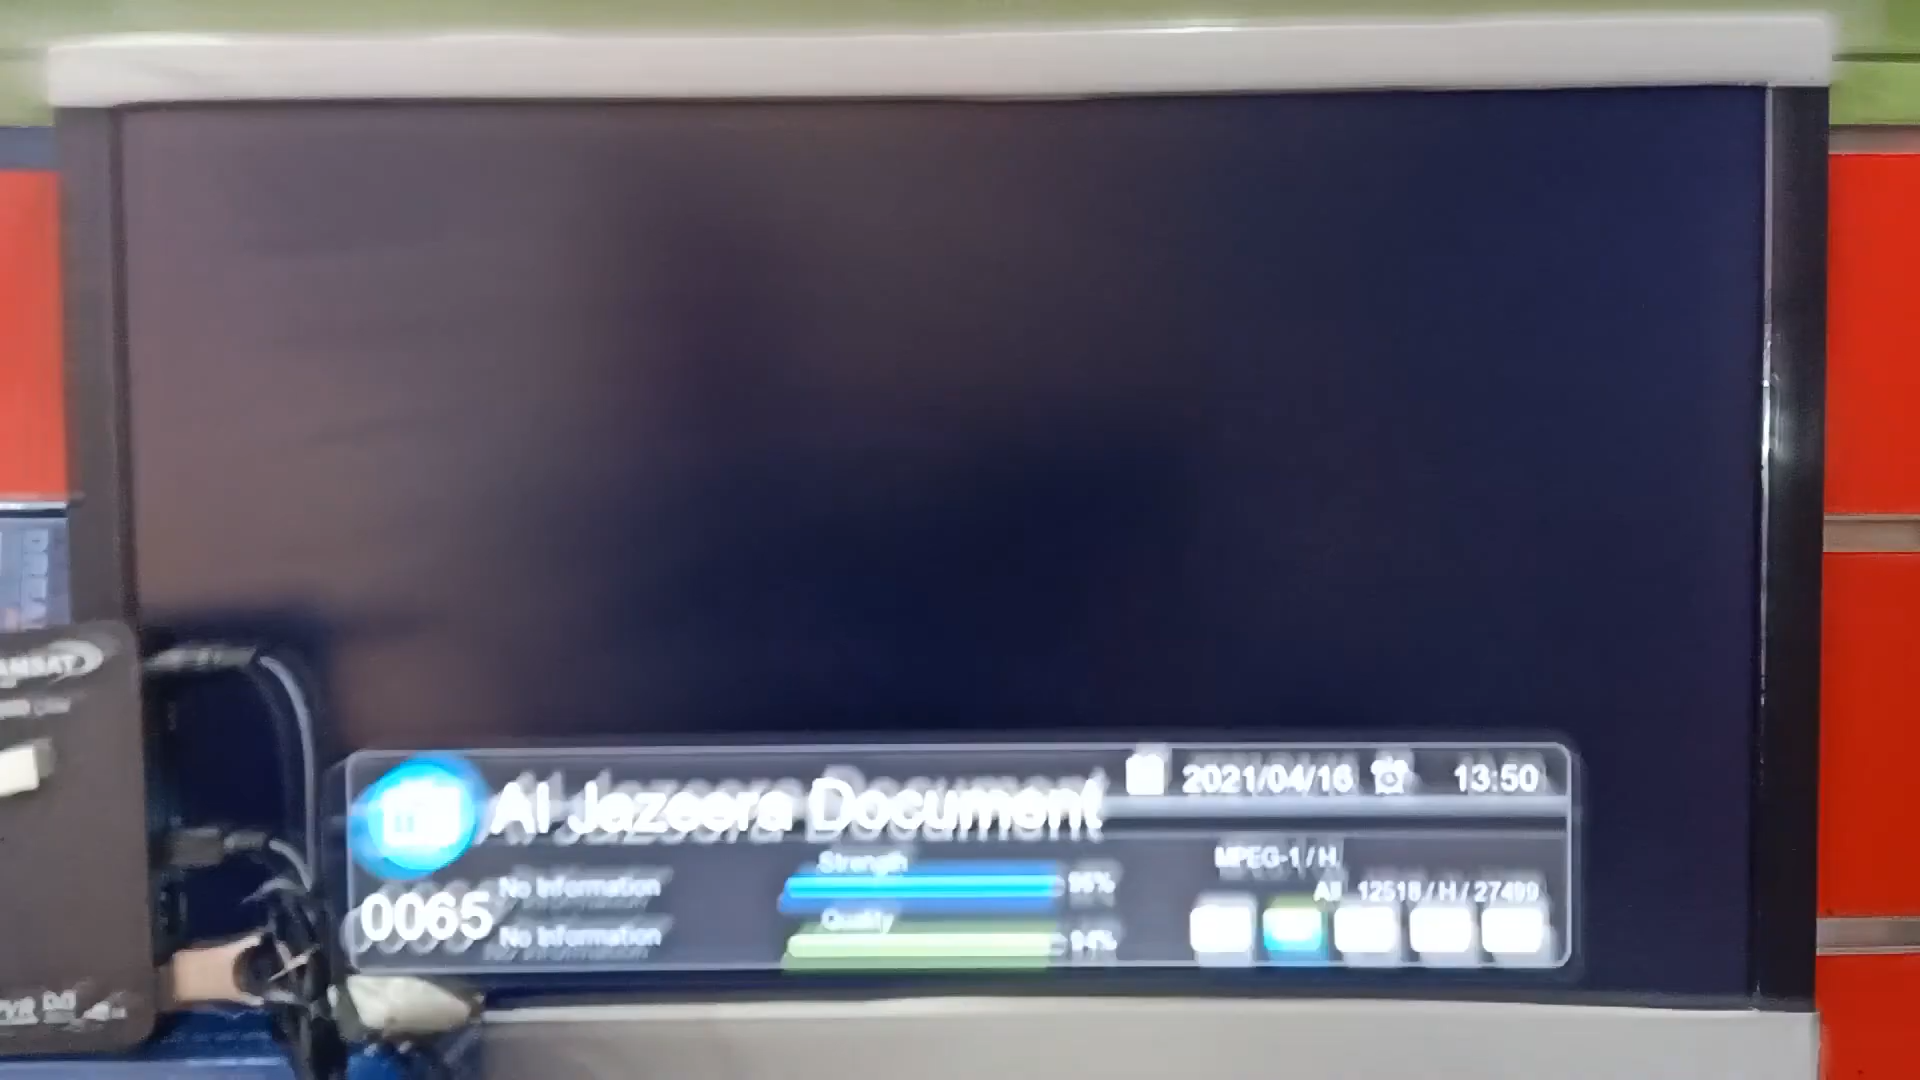 Al Jazeera Document
2021/04/16 13:50
Strength
MPEG-1 / H.
No Information
All 12518 / H / 27499
0065
Quality
No Information